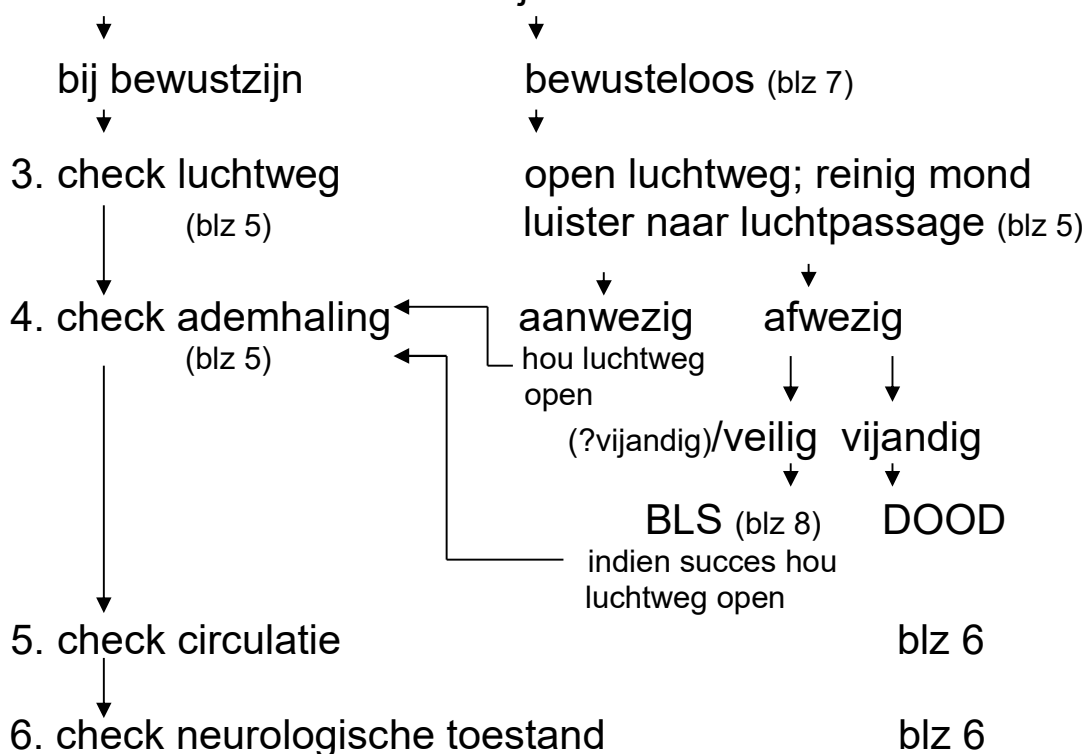 bij bewustzijn bewusteloos (blz 7)
3. check luchtweg open luchtweg; reinig mond
(blz 5) luister naar luchtpassage (blz 5)
4. check ademhaling aanwezig afwezig
(blz 5) hou luchtweg
open
(?vijandig)/veilig vijandig
BLS (blz 8) DOOD
indien succes hou
luchtweg open
5. check circulatie blz 6
6. check neurologische toestand blz 6